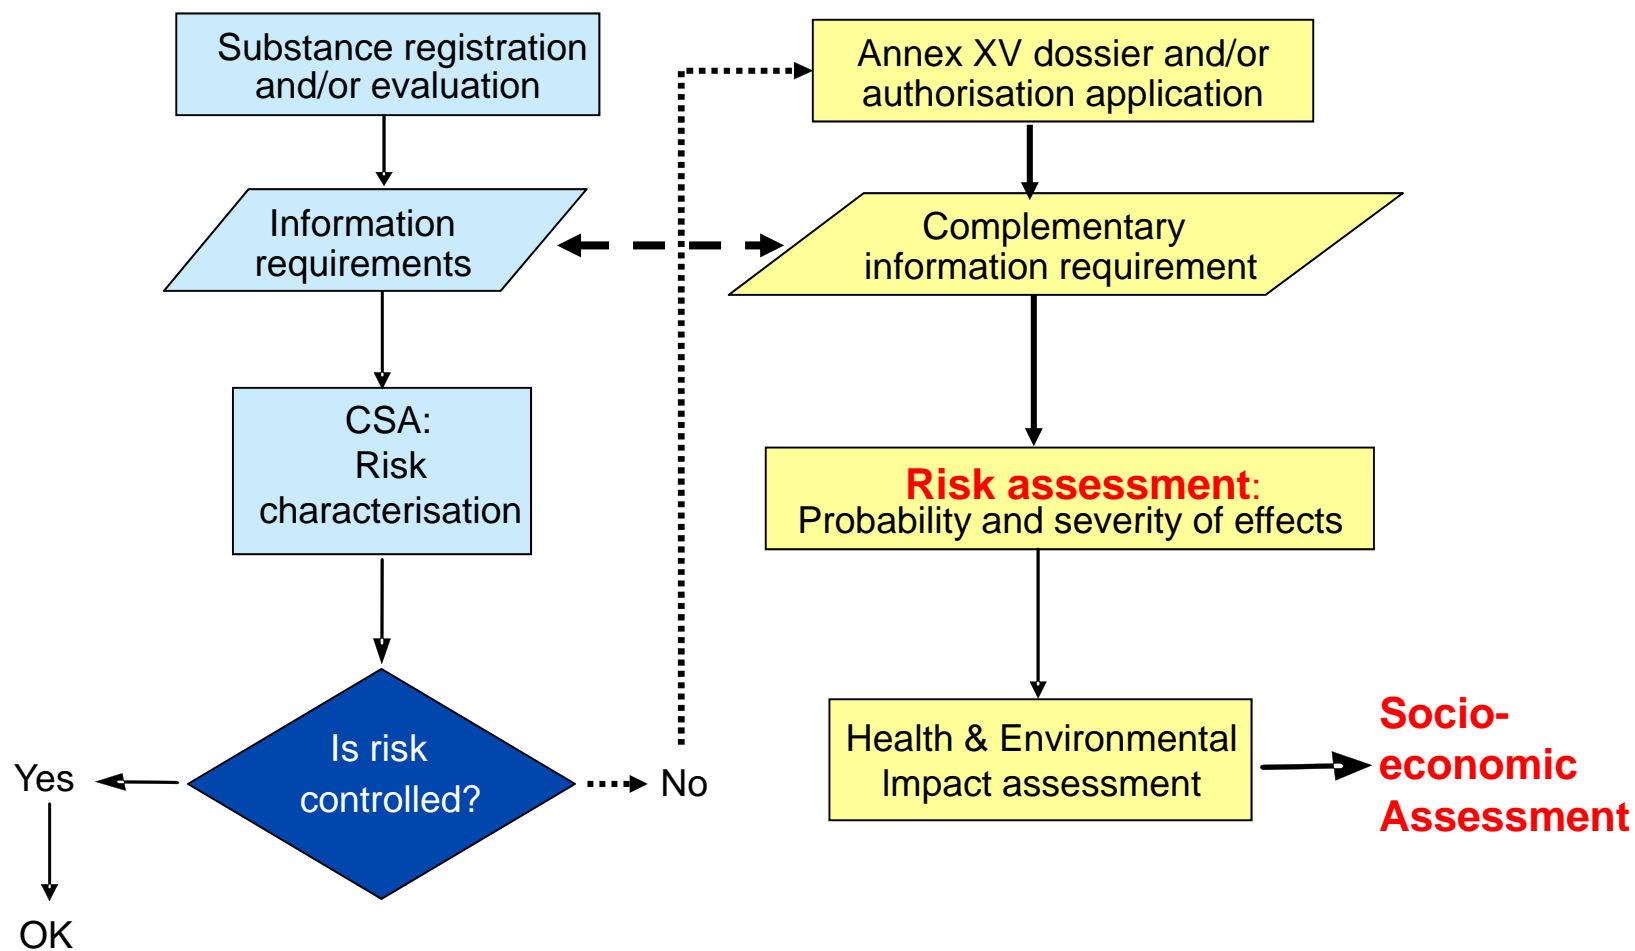 Substance registration
and/or evaluation
Information
requirements
CSA:
Risk
characterisation
Is risk
controlled?
Yes
OK
No
Annex XV dossier and/or
authorisation application
Complementary
information requirement
Risk assessment:
Probability and severity of effects
Health & Environmental
Impact assessment
Socio-
economic
Assessment